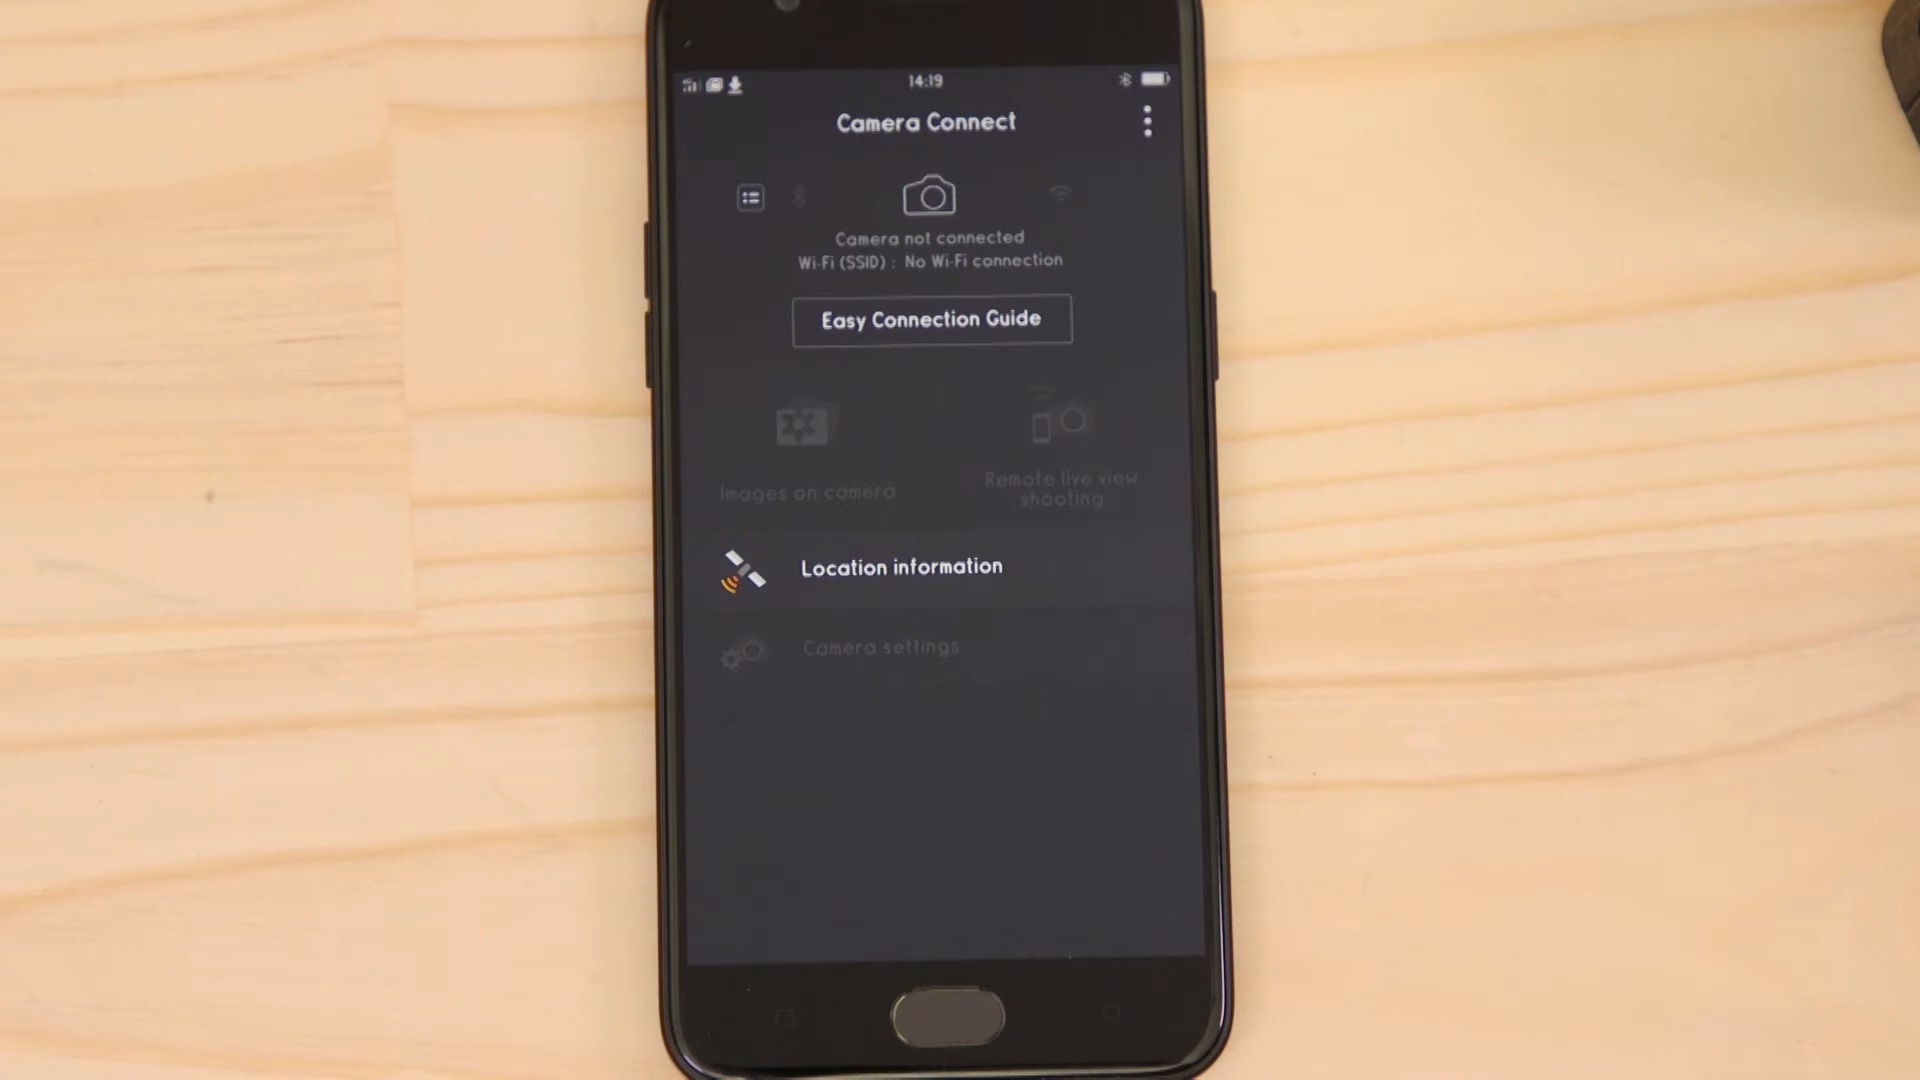 14:19
Camera Connect
Camera not connected
Wi-Fi (SSID) : No Wi-Fi connection
Easy Connection Guide
Images on camera
Remote live view
shooting
Location information
Camera settings